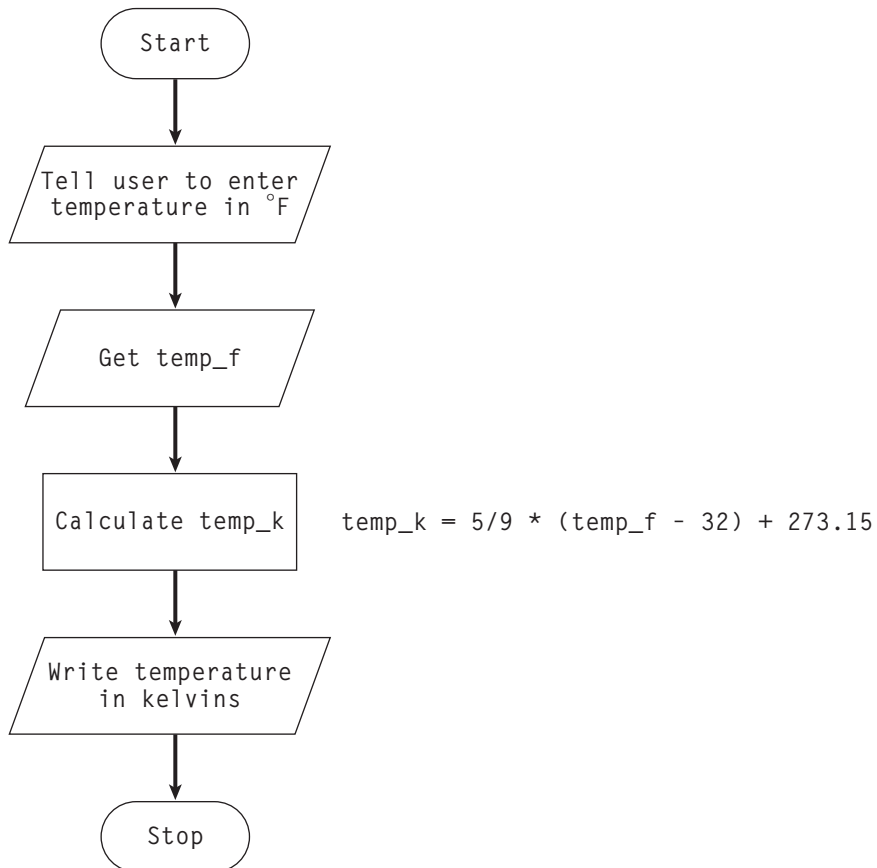 Start
Tell user to enter
temperature in °F
Get temp_f
Calculate temp_k
temp_k = 5/9 * (temp_f - 32) + 273.15
Write temperature
in kelvins
Stop